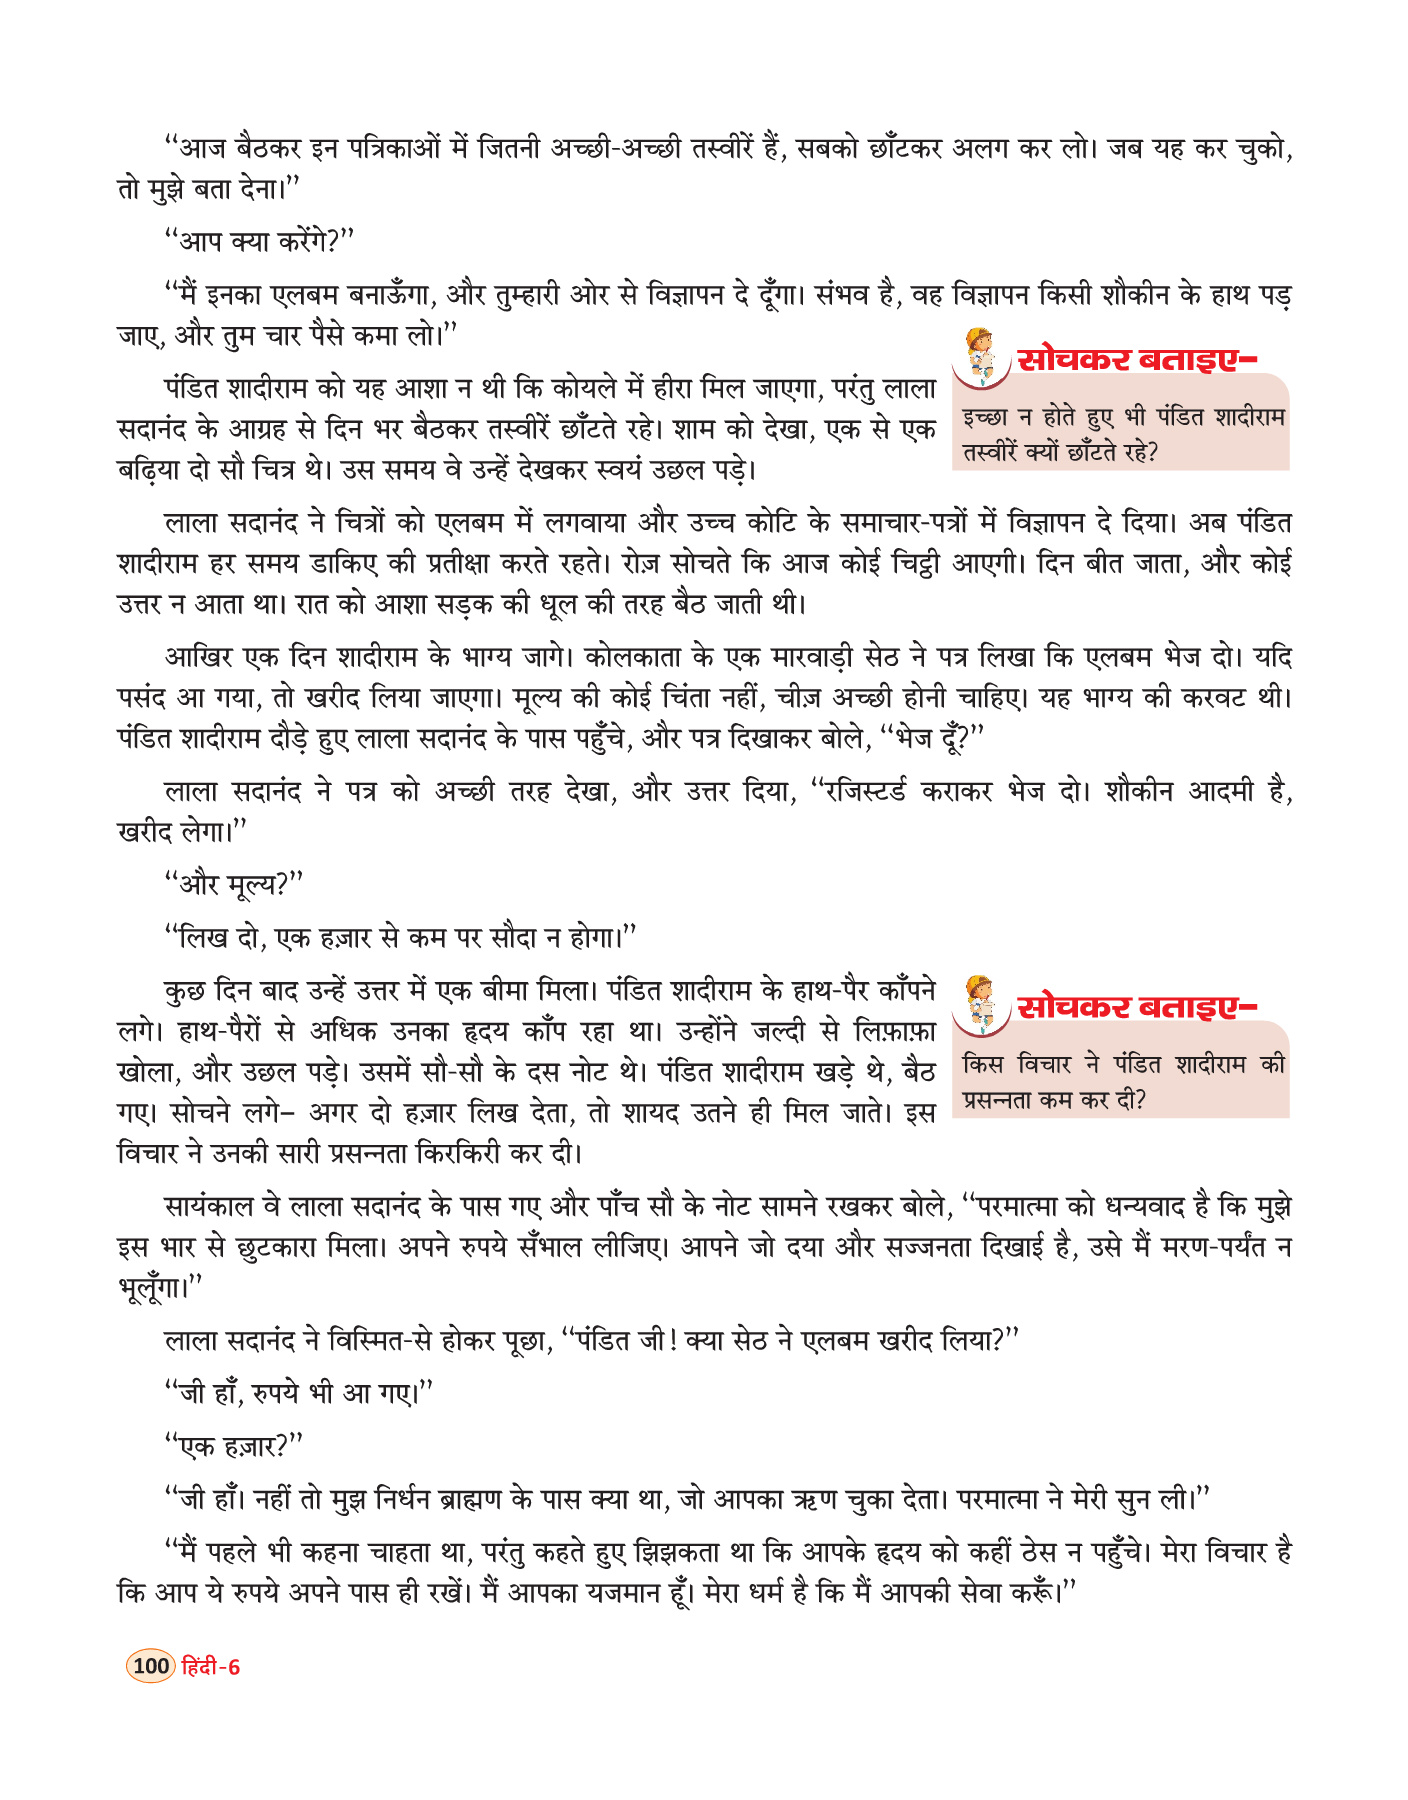 “आज बैठकर इन पत्रिकाओं में जितनी अच्छी-अच्छी तस्वीरें हैं, सबको छाँटकर अलग कर लो। जब यह कर चुको,
तो मुझे बता देना।”
“आप क्या करेंगे?”
“मैं इनका एलबम बनाऊँगा, और तुम्हारी ओर से विज्ञापन दे दूँगा। संभव है, वह विज्ञापन किसी शौकीन के हाथ पड़
जाए, और तुम चार पैसे कमा लो।”
पंडित शादीराम को यह आशा न थी कि कोयले में हीरा मिल जाएगा, परंतु लाला
सदानंद के आग्रह से दिन भर बैठकर तस्वीरें छाँटते रहे। शाम को देखा, एक से एक
बढ़िया दो सौ चित्र थे। उस समय वे उन्हें देखकर स्वयं उछल पड़े।
सोचकर बताइए–
इच्छा न होते हुए भी पंडित शादीराम
तस्वीरें क्यों छाँटते रहे?
लाला सदानंद ने चित्रों को एलबम में लगवाया और उच्च कोटि के समाचार-पत्रों में विज्ञापन दे दिया। अब पंडित
शादीराम हर समय डाकिए की प्रतीक्षा करते रहते। रोज़ सोचते कि आज कोई चिट्ठी आएगी। दिन बीत जाता, और कोई
उत्तर न आता था। रात को आशा सड़क की धूल की तरह बैठ जाती थी।
आखिर एक दिन शादीराम के भाग्य जागे। कोलकाता के एक मारवाड़ी सेठ ने पत्र लिखा कि एलबम भेज दो। यदि
पसंद आ गया, तो खरीद लिया जाएगा। मूल्य की कोई चिंता नहीं, चीज़ अच्छी होनी चाहिए। यह भाग्य की करवट थी।
पंडित शादीराम दौड़े हुए लाला सदानंद के पास पहुँचे, और पत्र दिखाकर बोले, “भेज दूँ?”
लाला सदानंद ने पत्र को अच्छी तरह देखा, और उत्तर दिया, “रजिस्टर्ड कराकर भेज दो। शौकीन आदमी है,
खरीद लेगा।”
“और मूल्य?”
“लिख दो, एक हज़ार से कम पर सौदा न होगा।”
कुछ दिन बाद उन्हें उत्तर में एक बीमा मिला। पंडित शादीराम के हाथ-पैर काँपने
लगे। हाथ-पैरों से अधिक उनका हृदय काँप रहा था। उन्होंने जल्दी से लिफ़ाफ़ा
खोला, और उछल पड़े। उसमें सौ-सौ के दस नोट थे। पंडित शादीराम खड़े थे, बैठ
गए। सोचने लगे– अगर दो हज़ार लिख देता, तो शायद उतने ही मिल जाते। इस
विचार ने उनकी सारी प्रसन्नता किरकिरी कर दी।
सोचकर बताइए–
किस विचार ने पंडित शादीराम की
प्रसन्नता कम कर दी?
सायंकाल वे लाला सदानंद के पास गए और पाँच सौ के नोट सामने रखकर बोले, “परमात्मा को धन्यवाद है कि मुझे
इस भार से छुटकारा मिला। अपने रुपये सँभाल लीजिए। आपने जो दया और सज्जनता दिखाई है, उसे मैं मरण-पर्यंत न
भूलूँगा।”
लाला सदानंद ने विस्मित-से होकर पूछा, “पंडित जी! क्या सेठ ने एलबम खरीद लिया?”
“जी हाँ, रुपये भी आ गए।”
“एक हज़ार?”
“जी हाँ। नहीं तो मुझ निर्धन ब्राह्मण के पास क्या था, जो आपका ऋण चुका देता। परमात्मा ने मेरी सुन ली।”
“मैं पहले भी कहना चाहता था, परंतु कहते हुए झिझकता था कि आपके हृदय को कहीं ठेस न पहुँचे। मेरा विचार है
कि आप ये रुपये अपने पास ही रखें। मैं आपका यजमान हूँ। मेरा धर्म है कि मैं आपकी सेवा करूँ।”
100 हिंदी-6